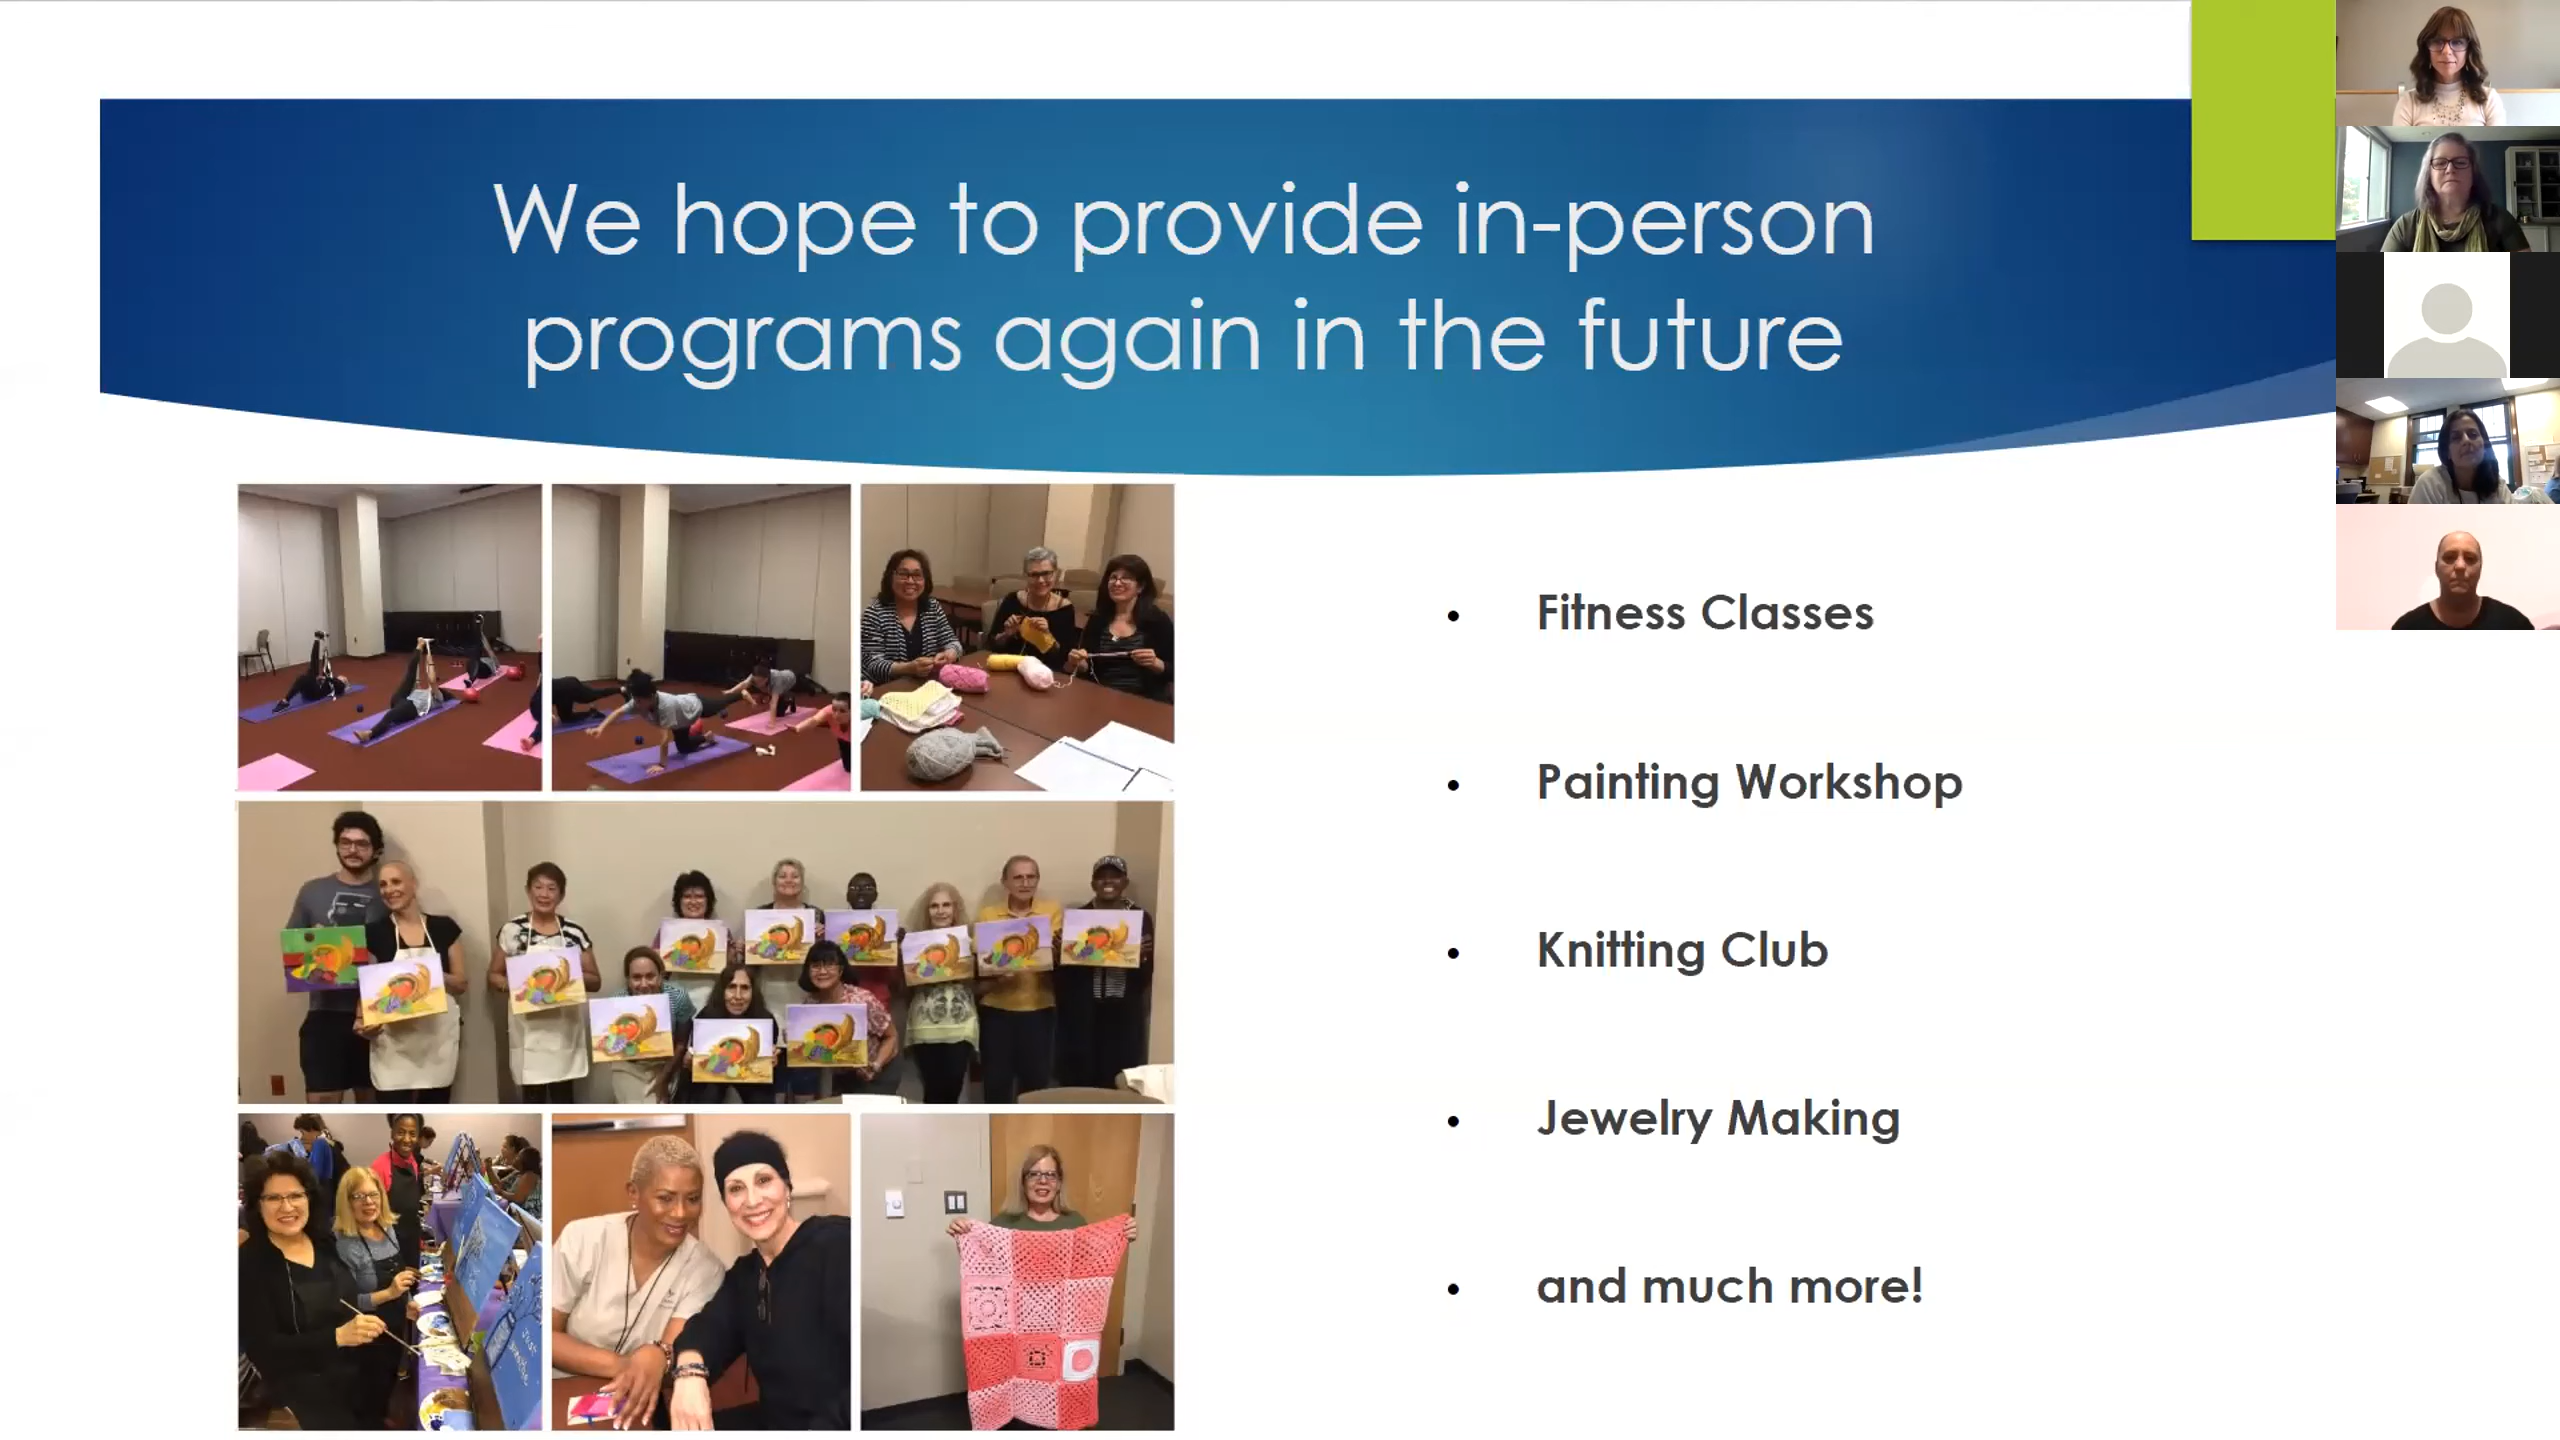 We hope to provide in-person
programs again in the future
• Fitness Classes
• Painting Workshop
• Knitting Club
• Jewelry Making
• and much more!